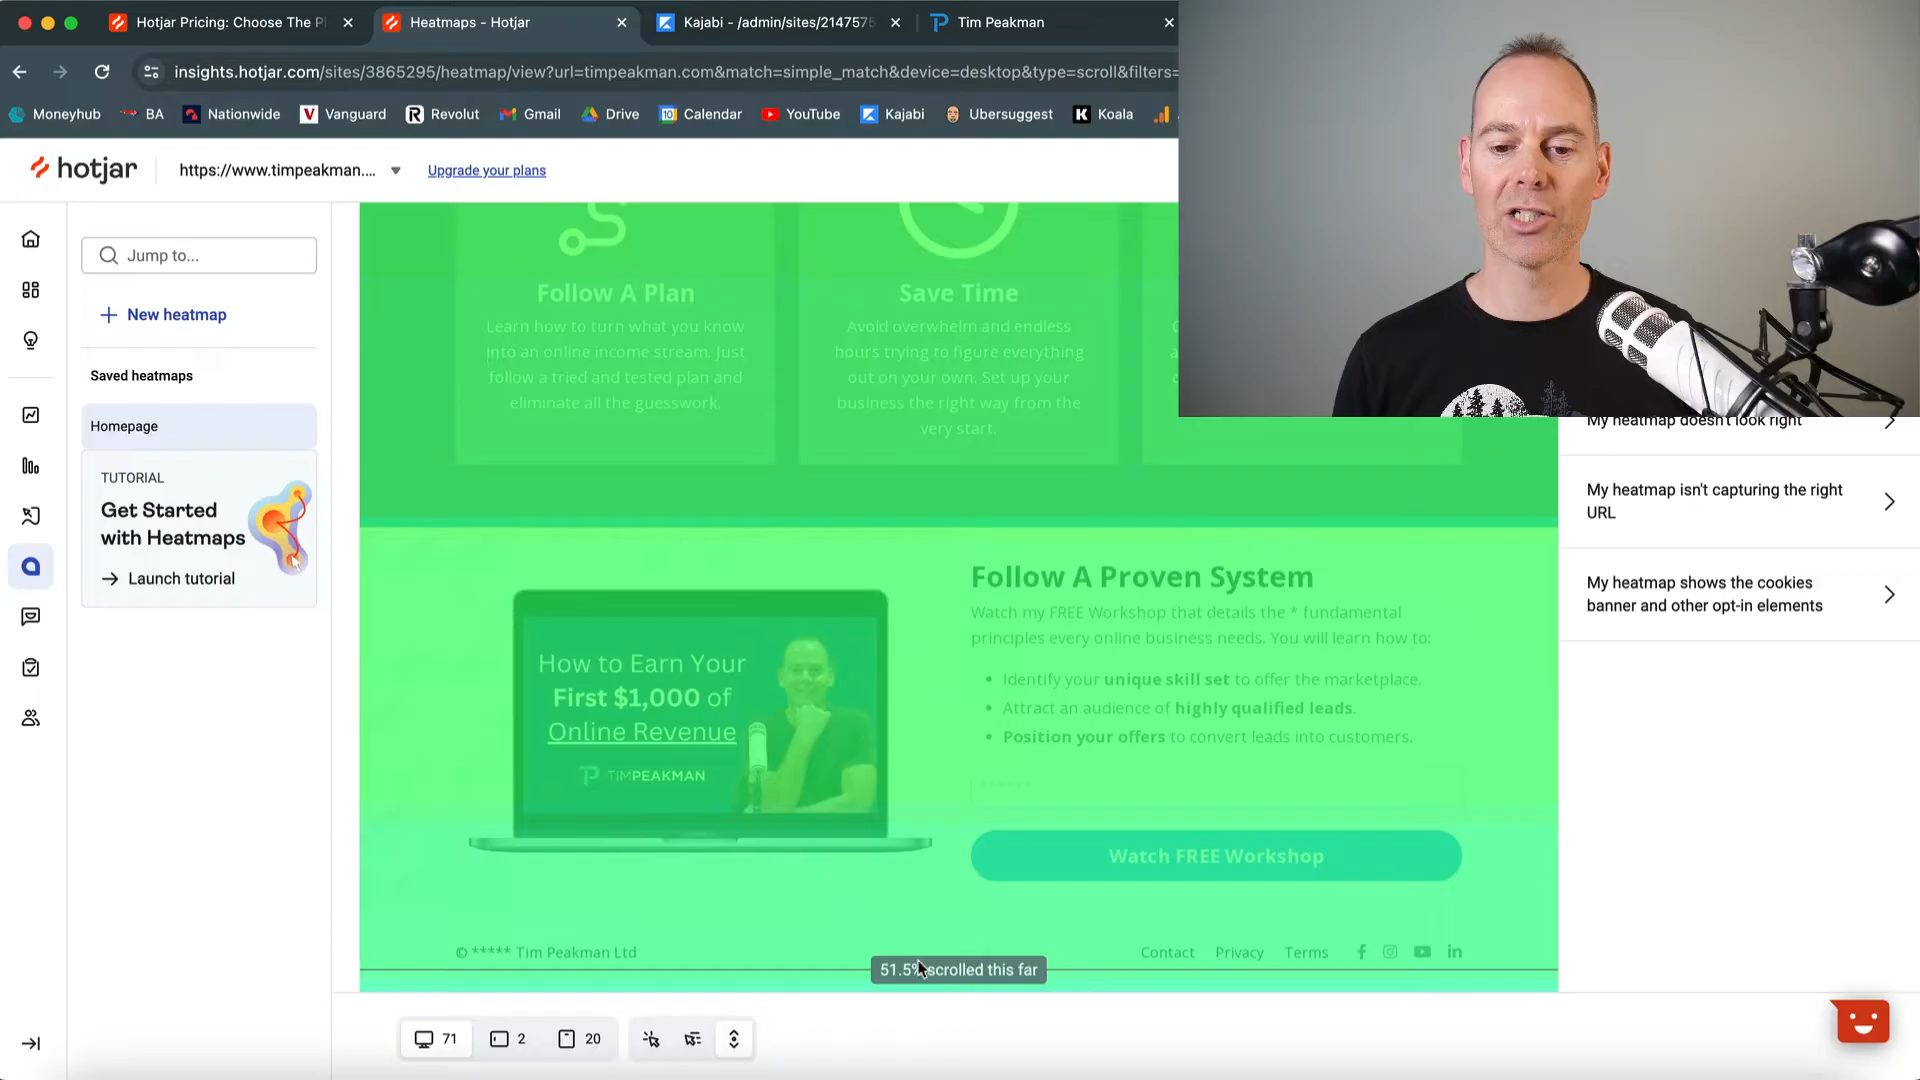 Hotjar Pricing: Choose The Pl
Heatmaps - Hotjar
Kajabi - /admin/sites/2147575
Tim Peakman
insights.hotjar.com/sites/3865295/heatmap/view?url=timpeakman.com&match=simple_match&device=desktop&type=scroll&filters=
Moneyhub
BA
Nationwide
Vanguard
Revolut
Gmail
Drive
Calendar
YouTube
Kajabi
Ubersuggest
Koala
hotjar
https://www.timpeakman....
Upgrade your plans
Jump to...
New heatmap
Saved heatmaps
Homepage
TUTORIAL
Get Started
with Heatmaps
Launch tutorial
Follow A Plan
Learn how to turn what you know
into an online income stream. Just
follow a tried and tested plan and
eliminate all the guesswork.
Save Time
Avoid overwhelm and endless
hours trying to figure everything
out on your own. Set up your
business the right way from the
very start.
My heatmap doesn't look right
My heatmap isn't capturing the right
URL
My heatmap shows the cookies
banner and other opt-in elements
How to Earn Your
First $1,000 of
Online Revenue
TIMPEAKMAN
Follow A Proven System
Watch my FREE Workshop that details the * fundamental
principles every online business needs. You will learn how to:
Identify your unique skill set to offer the marketplace.
Attract an audience of highly qualified leads.
Position your offers to convert leads into customers.
Watch FREE Workshop
© ***** Tim Peakman Ltd
Contact
Privacy
Terms
51.5% scrolled this far
71
2
20